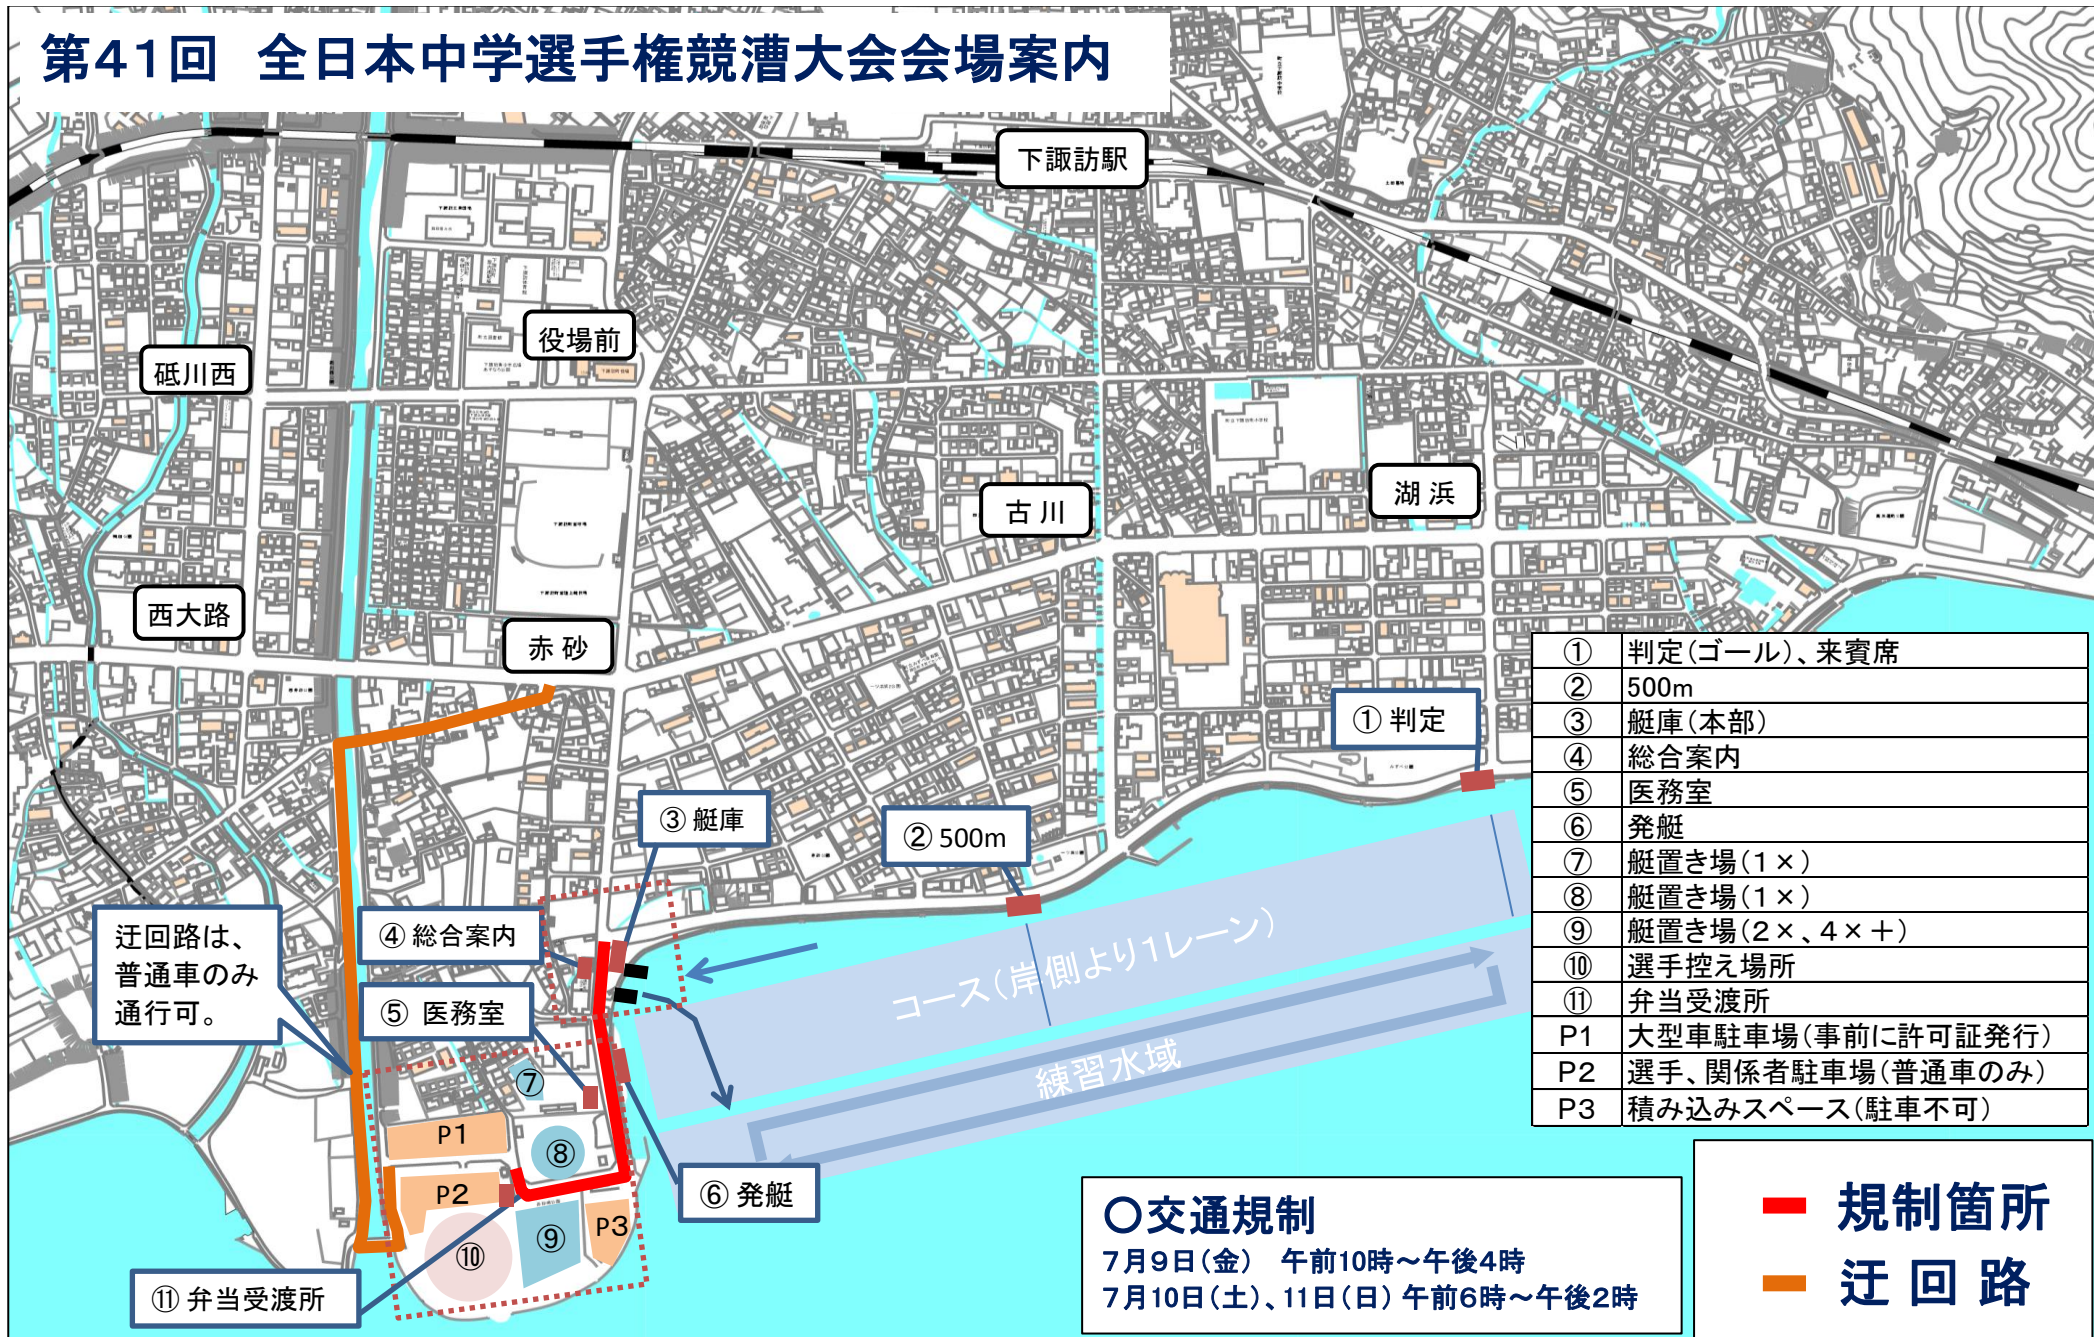 第41回 全日本中学選手権競漕大会会場案内
下諏訪駅
役場前
砥川西
湖 浜
古 川
西大路
赤 砂
① 判定
③ 艇庫
② 500m
④ 総合案内
迂回路は、
普通車のみ
通行可。
⑤ 医務室
コース(岸側より1レーン)
練習水域
⑦
P1
⑧
P2
⑥ 発艇
P3
⑨
⑩
⑪ 弁当受渡所
① 判定(ゴール)、来賓席
② 500m
③ 艇庫(本部)
④ 総合案内
⑤ 医務室
⑥ 発艇
⑦ 艇置き場(1×)
⑧ 艇置き場(1×)
⑨ 艇置き場(2×、4×+)
⑩ 選手控え場所
⑪ 弁当受渡所
P1 大型車駐車場(事前に許可証発行)
P2 選手、関係者駐車場(普通車のみ)
P3 積み込みスペース(駐車不可)
〇交通規制
7月9日(金) 午前10時~午後4時
7月10日(土)、11日(日) 午前6時~午後2時
規制箇所
迂 回 路